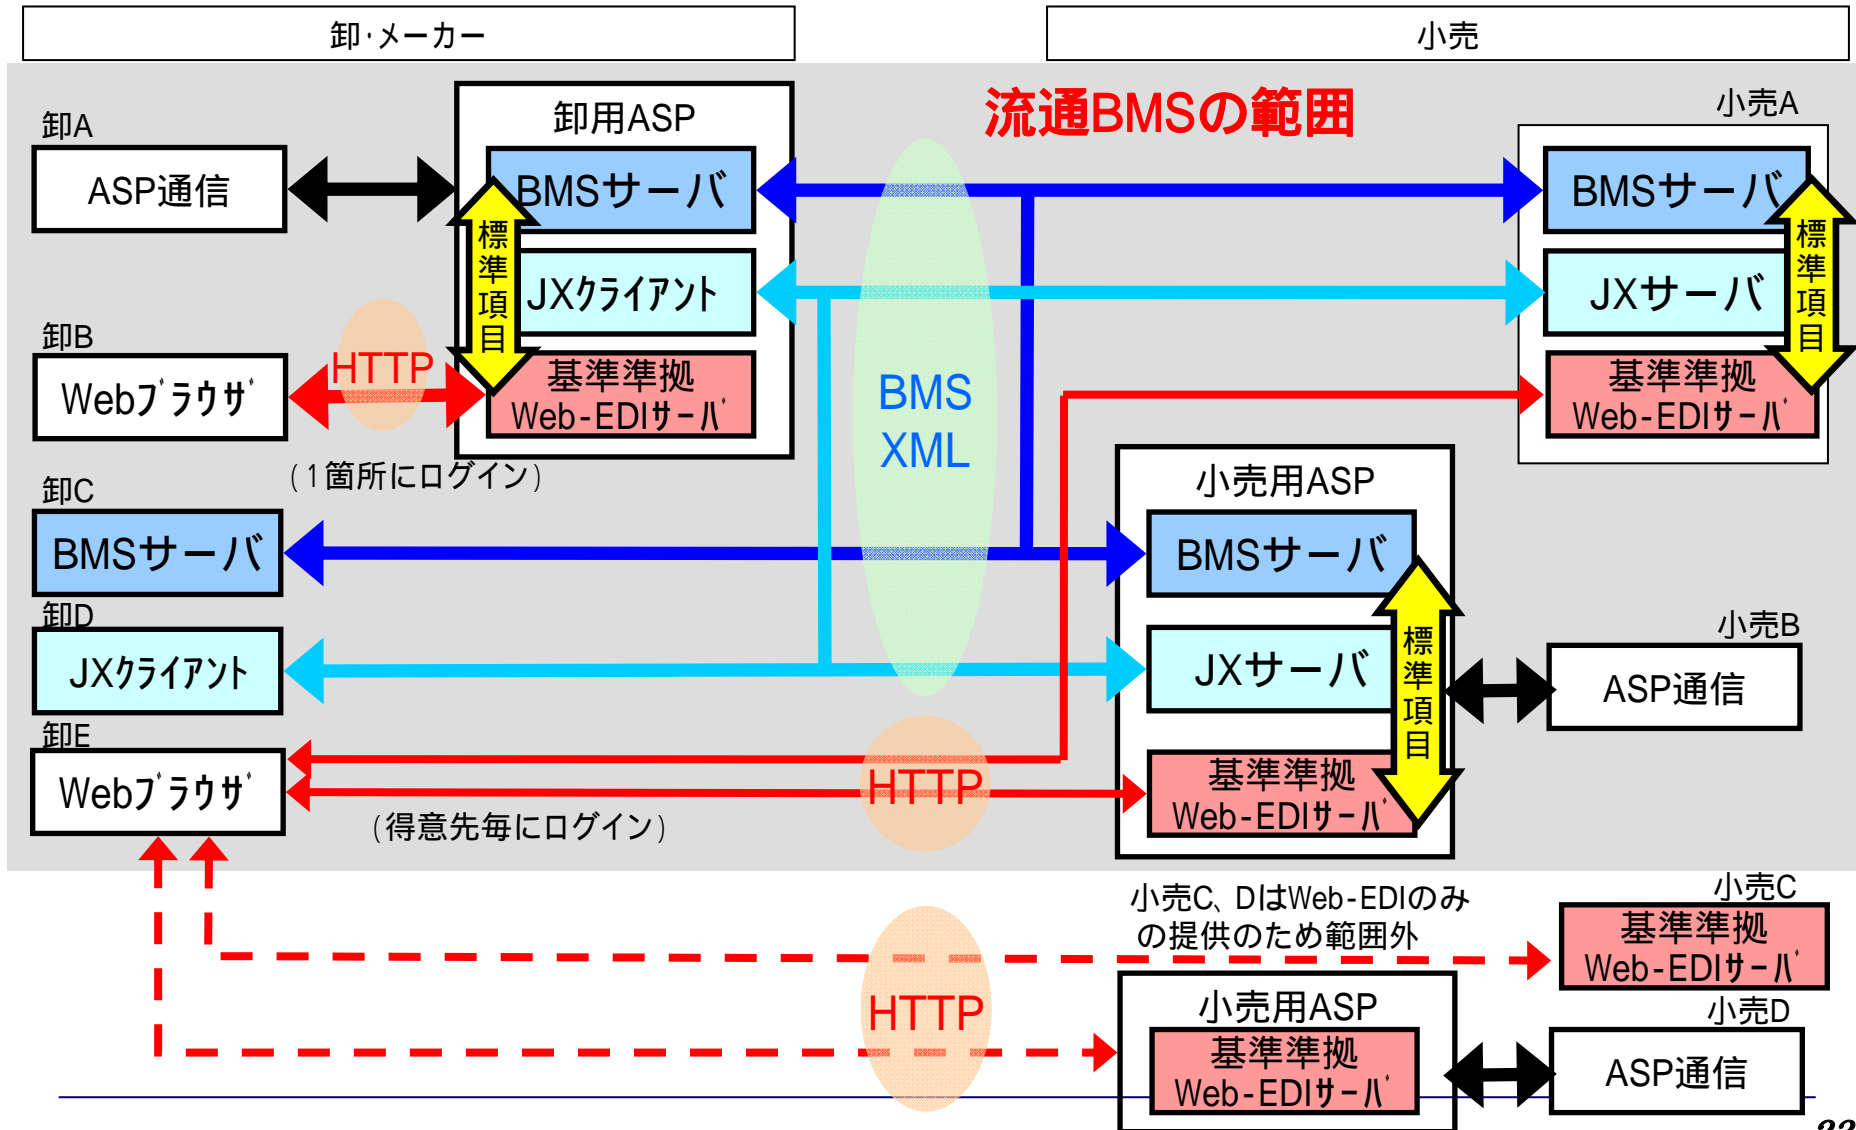 卸・メーカー
小売
流通BMSの範囲
卸A
ASP通信
卸用ASP
BMSサーバ
JXクライアント
基準準拠
Web-EDIサーバ
標準項目
卸B
Webブラウザ
HTTP
(1箇所にログイン)
卸C
BMSサーバ
卸D
JXクライアント
卸E
Webブラウザ
(得意先毎にログイン)
BMS
XML
HTTP
小売A
BMSサーバ
JXサーバ
基準準拠
Web-EDIサーバ
標準項目
小売用ASP
BMSサーバ
JXサーバ
基準準拠
Web-EDIサーバ
標準項目
小売B
ASP通信
小売C、DはWeb-EDIのみ
の提供のため範囲外
小売C
基準準拠
Web-EDIサーバ
HTTP
小売用ASP
基準準拠
Web-EDIサーバ
小売D
ASP通信